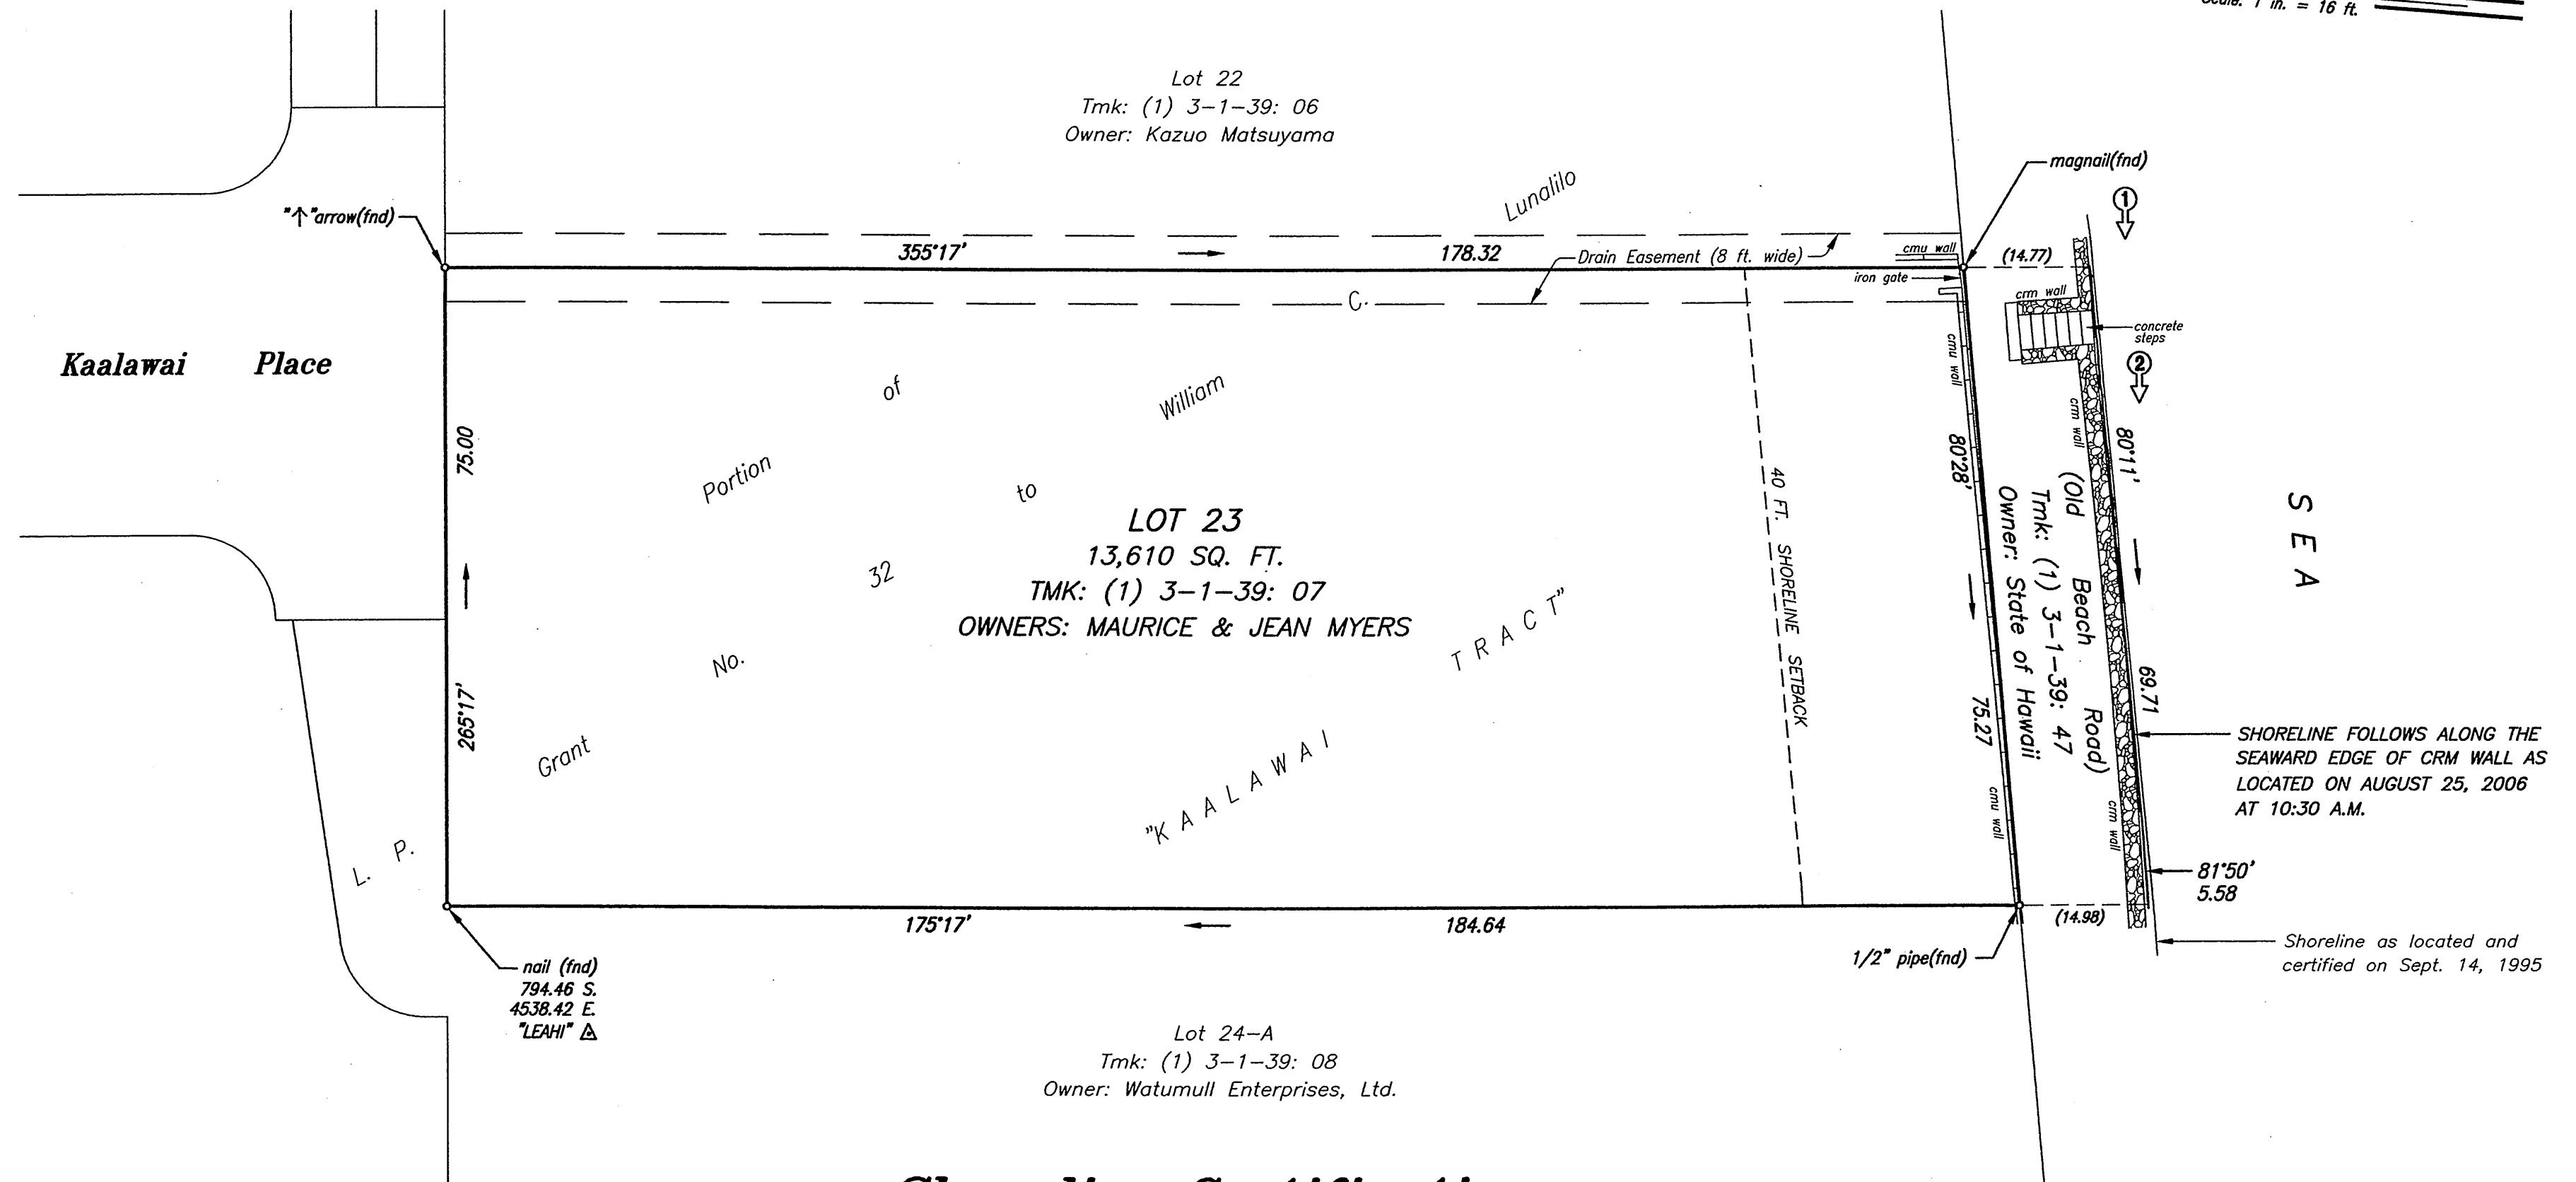 Scale: 1 in. = 16 ft.
Lot 22
Tmk: (1) 3-1-39: 06
Owner: Kazuo Matsuyama
magnail(fnd)
1
Lunalilo
"↑"arrow(fnd)
355°17'
178.32
Drain Easement (8 ft. wide)
cmu wall
(14.77)
iron gate
crm wall
C.
concrete
steps
2
Kaalawai Place
of
William
Portion
to
cmu wall
crm wall
75.00
80°28'
80°11'
40 FT. SHORELINE SETBACK
(Old Beach Road)
Tmk: (1) 3-1-39: 47
Owner: State of Hawaii
SEA
LOT 23
13,610 SQ. FT.
TMK: (1) 3-1-39: 07
OWNERS: MAURICE & JEAN MYERS
32
No.
Grant
TRACT"
"KAALAWAI
265°17'
75.27
69.71
SHORELINE FOLLOWS ALONG THE
SEAWARD EDGE OF CRM WALL AS
LOCATED ON AUGUST 25, 2006
AT 10:30 A.M.
cmu wall
crm wall
L. P.
81°50'
5.58
175°17'
184.64
(14.98)
1/2" pipe(fnd)
Shoreline as located and
certified on Sept. 14, 1995
nail (fnd)
794.46 S.
4538.42 E.
"LEAHI"
Lot 24-A
Tmk: (1) 3-1-39: 08
Owner: Watumull Enterprises, Ltd.